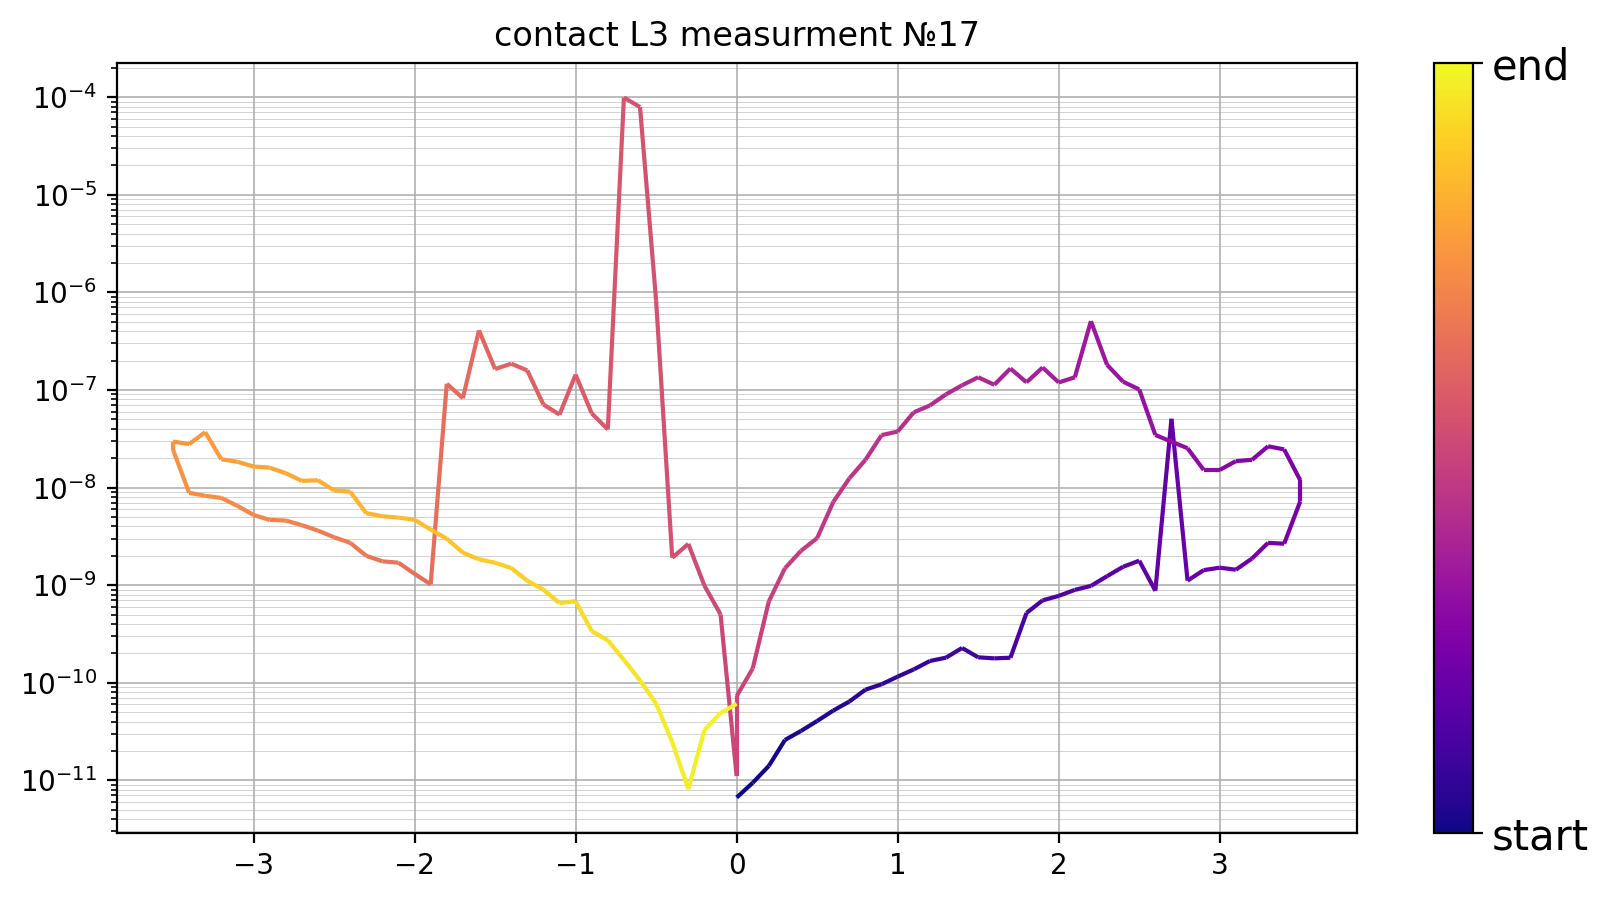 contact L3 measurment №17
10⁻⁴
10⁻⁵
10⁻⁶
10⁻⁷
10⁻⁸
10⁻⁹
10⁻¹⁰
10⁻¹¹
−3 −2 −1 0 1 2 3
end
start